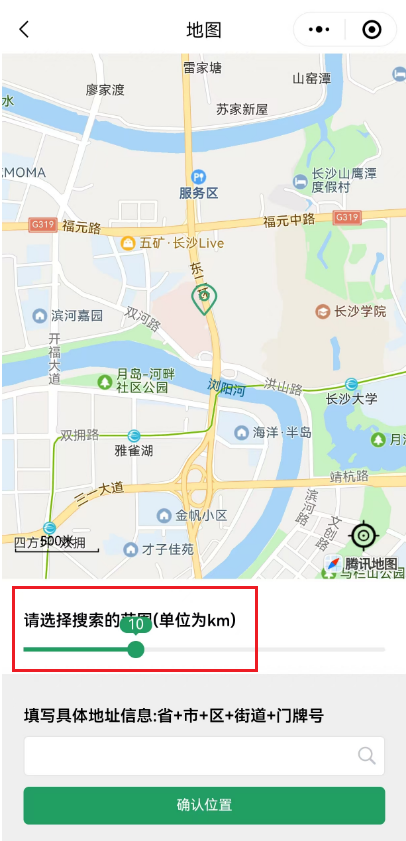 地图
雷家塘
廖家渡
山窑潭
水
苏家新屋
MOMA
长沙山鹰潭
度假村
服务区
G319
福元路
福元中路
G319
五矿·长沙Live
东二环
滨河嘉园
双河路
长沙学院
开福大道
月岛-河畔
社区公园
浏阳河
洪山路
长沙大学
双拥路
雅雀湖
海洋·半岛
月
三一大道
靖杭路
金帆小区
滨河路
文创路
四方
双拥
500米
才子佳苑
腾讯地图
栏山公园
请选择搜索的范围(单位为km)
10
填写具体地址信息:省+市+区+街道+门牌号
确认位置